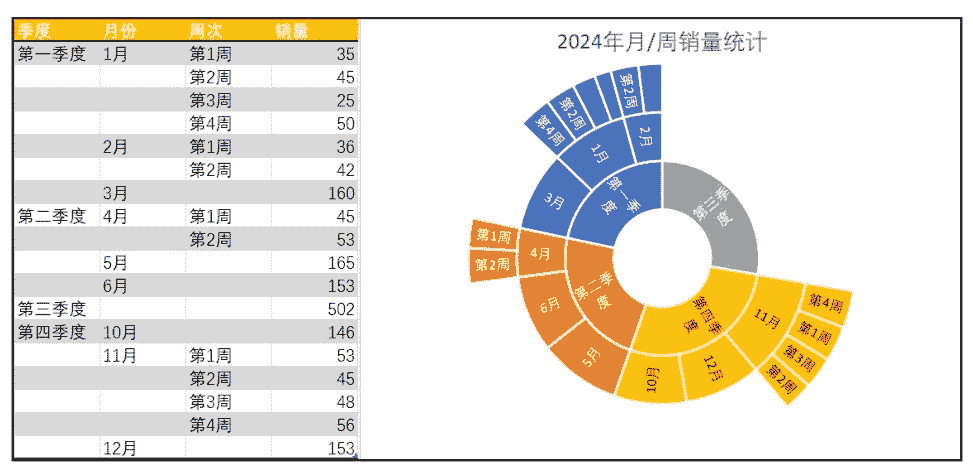 季度 月份 周次 销量
第一季度 1月 第1周 35
第2周 45
第3周 25
第4周 50
2月 第1周 36
第2周 42
3月 160
第二季度 4月 第1周 45
第2周 53
5月 165
6月 153
第三季度 502
第四季度 10月 146
11月 第1周 53
第2周 45
第3周 48
第4周 56
12月 153
2024年月/周销量统计
第2周
第2周
第4周
2月
1月
3月
第一季
度
第三季
度
第1周
第2周
4月
6月
5月
第二季
度
第四季
度
10月
12月
11月
第4周
第1周
第3周
第2周